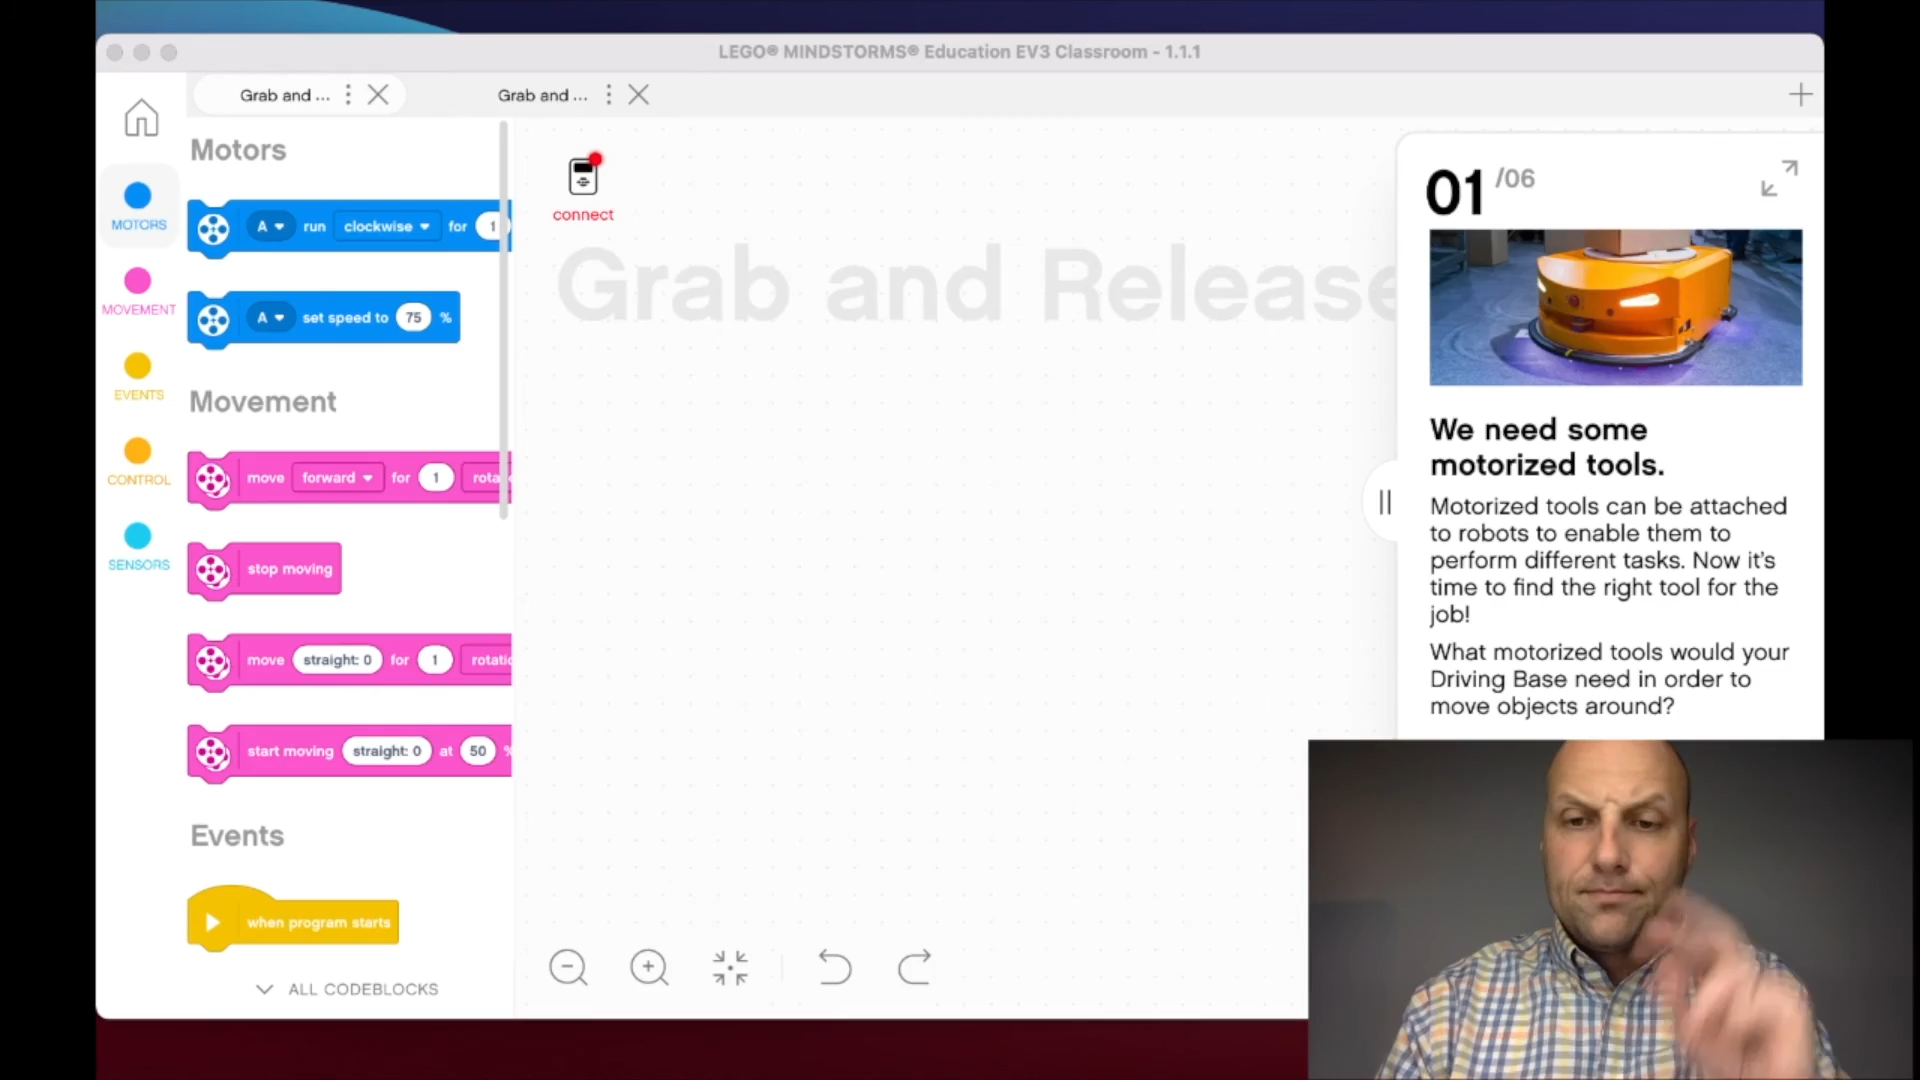 LEGO® MINDSTORMS® Education EV3 Classroom - 1.1.1
Grab and ...
Grab and ...
MOTORS
MOVEMENT
EVENTS
CONTROL
SENSORS
Motors
A run clockwise for 1
A set speed to 75 %
Movement
move forward for 1
stop moving
move straight: 0 for 1
start moving straight: 0 at 50 %
Events
when program starts
ALL CODEBLOCKS
connect
Grab and Release
01 /06
We need some
motorized tools.
Motorized tools can be attached
to robots to enable them to
perform different tasks. Now it's
time to find the right tool for the
job!
What motorized tools would your
Driving Base need in order to
move objects around?